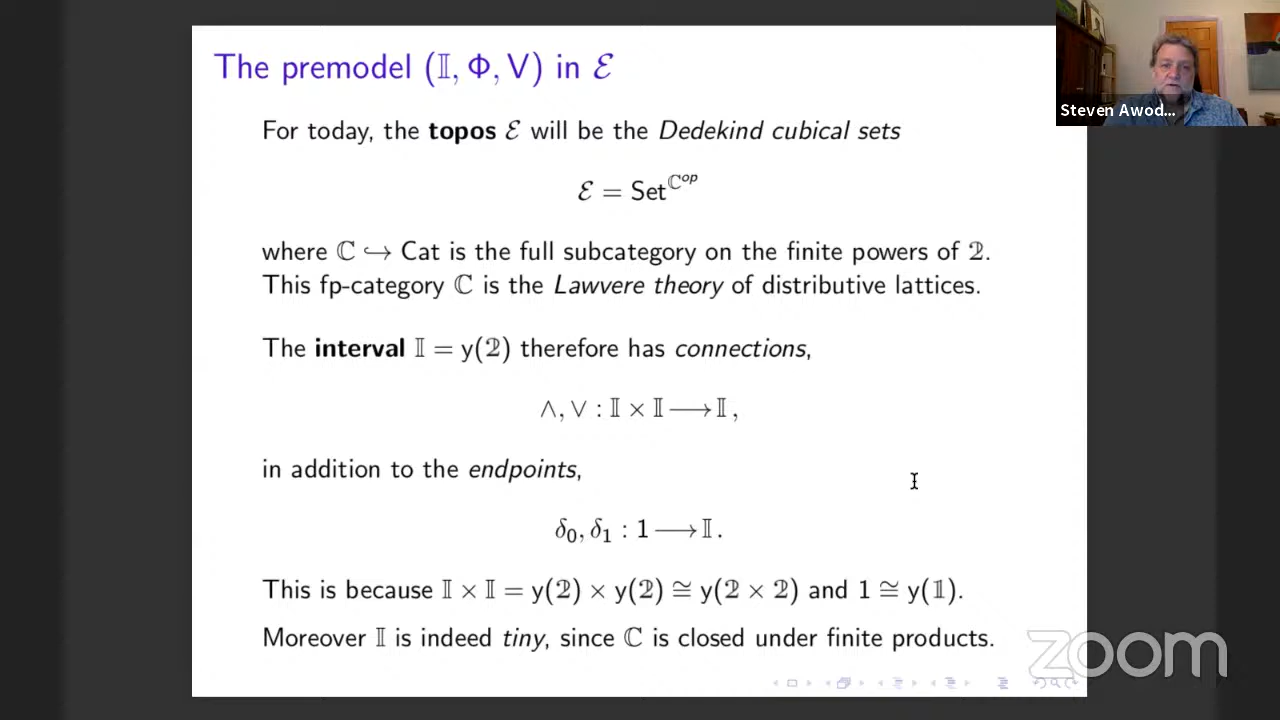 The premodel (𝕀, Φ, V) in ℰ
For today, the topos ℰ will be the Dedekind cubical sets
ℰ = Set^ℂ^op
where ℂ ↪ Cat is the full subcategory on the finite powers of 𝟚.
This fp-category ℂ is the Lawvere theory of distributive lattices.
The interval 𝕀 = y(𝟚) therefore has connections,
∧, ∨ : 𝕀 × 𝕀 ⟶ 𝕀 ,
in addition to the endpoints,
δ₀, δ₁ : 1 ⟶ 𝕀 .
This is because 𝕀 × 𝕀 = y(𝟚) × y(𝟚) ≅ y(𝟚 × 𝟚) and 1 ≅ y(𝟙).
Moreover 𝕀 is indeed tiny, since ℂ is closed under finite products.
Steven Awod...
zoom